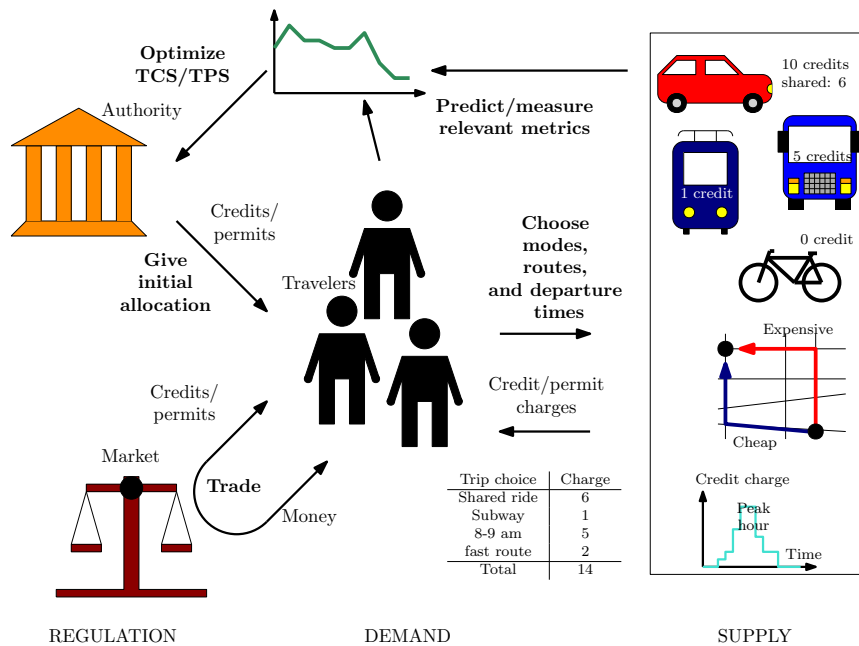 Optimize
TCS/TPS
Authority
Predict/measure
relevant metrics
10 credits
shared: 6
5 credits
1 credit
0 credit
Credits/
permits
Give
initial
allocation
Travelers
Choose
modes,
routes,
and departure
times
Credit/permit
charges
Expensive
Cheap
Credits/
permits
Market
Trade
Money
Trip choice Charge
Shared ride 6
Subway 1
8-9 am 5
fast route 2
Total 14
Credit charge
Peak
hour
Time
REGULATION
DEMAND
SUPPLY